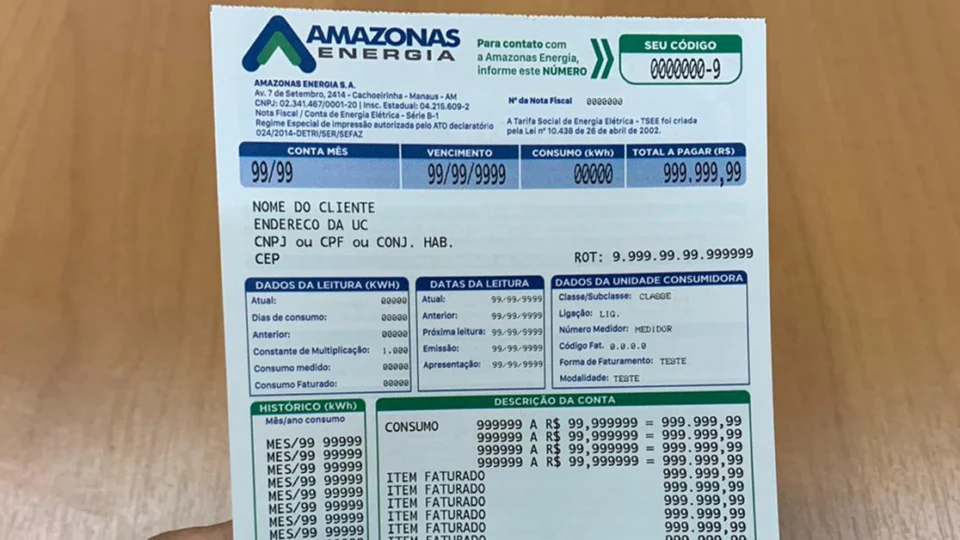 AMAZONAS
ENERGIA
Para contato com
a Amazonas Energia,
informe este NÚMERO
SEU CÓDIGO
0000000-9
AMAZONAS ENERGIA S.A.
Av. 7 de Setembro, 2414 - Cachoeirinha - Manaus - AM
CNPJ: 02.341.467/0001-20 | Insc. Estadual: 04.215.609-2
Nota Fiscal / Conta de Energia Elétrica - Série B-1
Regime Especial de impressão autorizada pelo ATO declaratório
024/2014-DETRI/SER/SEFAZ
Nº da Nota Fiscal 0000000
A Tarifa Social de Energia Elétrica - TSEE foi criada
pela Lei nº 10.438 de 26 de abril de 2002.
CONTA MÊS VENCIMENTO CONSUMO (kWh) TOTAL A PAGAR (R$)
99/99 99/99/9999 00000 999.999,99
NOME DO CLIENTE
ENDERECO DA UC
CNPJ ou CPF ou CONJ. HAB.
CEP ROT: 9.999.99.99.999999
DADOS DA LEITURA (KWH)
Atual: 00000
Dias de consumo: 00000
Anterior: 00000
Constante de Multiplicação: 1.000
Consumo medido: 00000
Consumo Faturado: 00000
DATAS DA LEITURA
Atual: 99/99/9999
Anterior: 99/99/9999
Próxima leitura: 99/99/9999
Emissão: 99/99/9999
Apresentação: 99/99/9999
DADOS DA UNIDADE CONSUMIDORA
Classe/Subclasse: CLASSE
Ligação: LIG.
Número Medidor: MEDIDOR
Código Fat. 0.0.0.0
Forma de Faturamento: TESTE
Modalidade: TESTE
HISTÓRICO (kWh)
Mês/ano consumo
MES/99 99999
MES/99 99999
MES/99 99999
MES/99 99999
MES/99 99999
MES/99 99999
MES/99 99999
MES/99 99999
DESCRIÇÃO DA CONTA
CONSUMO 999999 A R$ 99,999999 = 999.999,99
999999 A R$ 99,999999 = 999.999,99
999999 A R$ 99,999999 = 999.999,99
999999 A R$ 99,999999 = 999.999,99
ITEM FATURADO 999.999,99
ITEM FATURADO 999.999,99
ITEM FATURADO 999.999,99
ITEM FATURADO 999.999,99
ITEM FATURADO 999.999,99
ITEM FATURADO 999.999,99